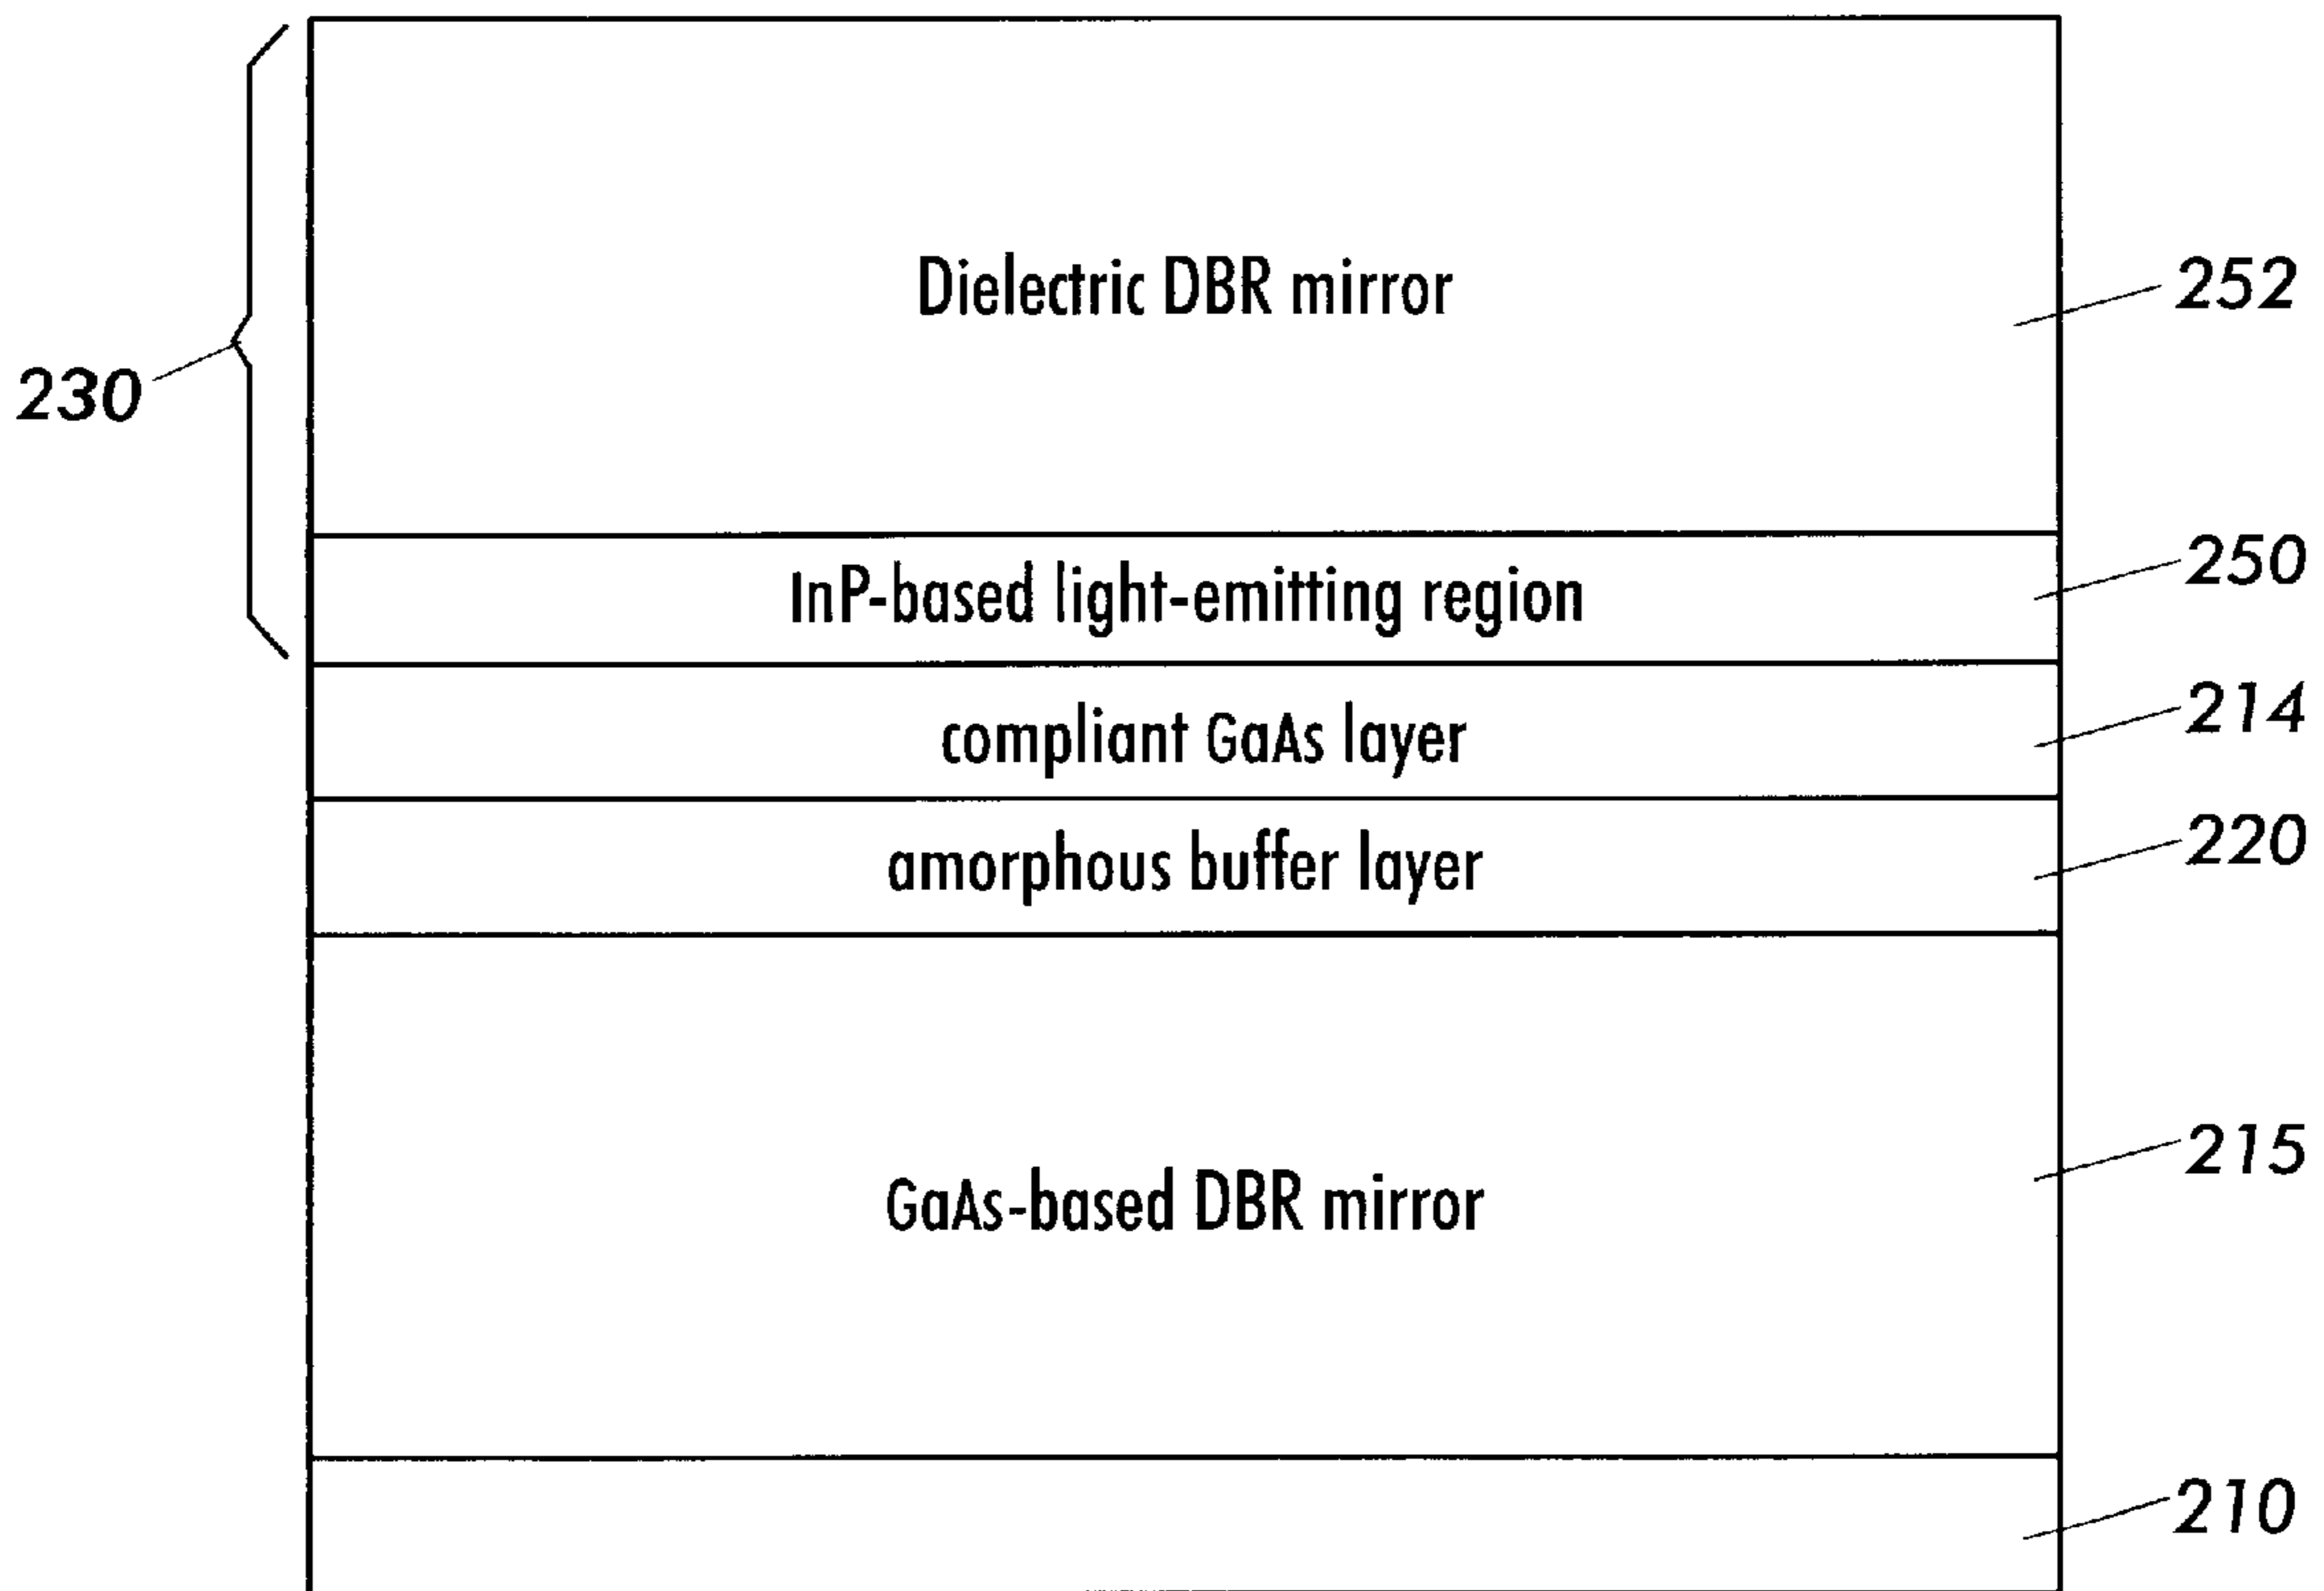 Dielectric DBR mirror
252
230
InP-based light-emitting region
250
compliant GaAs layer
214
amorphous buffer layer
220
GaAs-based DBR mirror
215
210